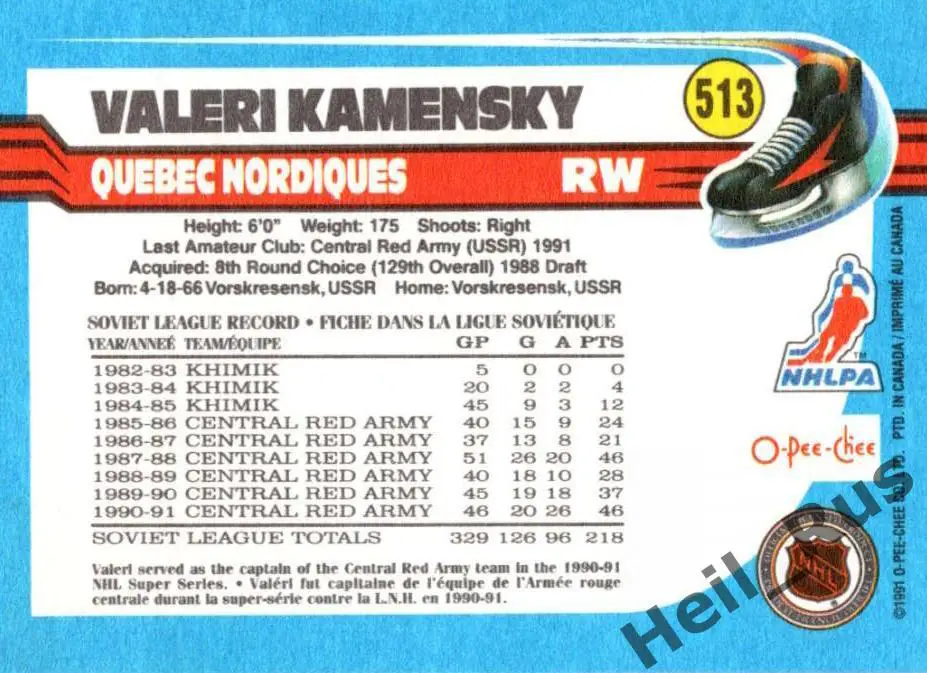 VALERI KAMENSKY
513
QUEBEC NORDIQUES RW
Height: 6'0" Weight: 175 Shoots: Right
Last Amateur Club: Central Red Army (USSR) 1991
Acquired: 8th Round Choice (129th Overall) 1988 Draft
Born: 4-18-66 Vorskresensk, USSR Home: Vorskresensk, USSR
SOVIET LEAGUE RECORD • FICHE DANS LA LIGUE SOVIÉTIQUE
YEAR/ANNEÉ TEAM/ÉQUIPE GP G A PTS
1982-83 KHIMIK 5 0 0 0
1983-84 KHIMIK 20 2 2 4
1984-85 KHIMIK 45 9 3 12
1985-86 CENTRAL RED ARMY 40 15 9 24
1986-87 CENTRAL RED ARMY 37 13 8 21
1987-88 CENTRAL RED ARMY 51 26 20 46
1988-89 CENTRAL RED ARMY 40 18 10 28
1989-90 CENTRAL RED ARMY 45 19 18 37
1990-91 CENTRAL RED ARMY 46 20 26 46
SOVIET LEAGUE TOTALS 329 126 96 218
Valeri served as the captain of the Central Red Army team in the 1990-91
NHL Super Series. • Valéri fut capitaine de l'équipe de l'Armée rouge
centrale durant la super-série contre la L.N.H. en 1990-91.
NHLPA
TM
O-Pee-Chee
NHL
©1991 O-PEE-CHEE CO. LTD. PTD. IN CANADA / IMPRIMÉ AU CANADA
Heil_Rus